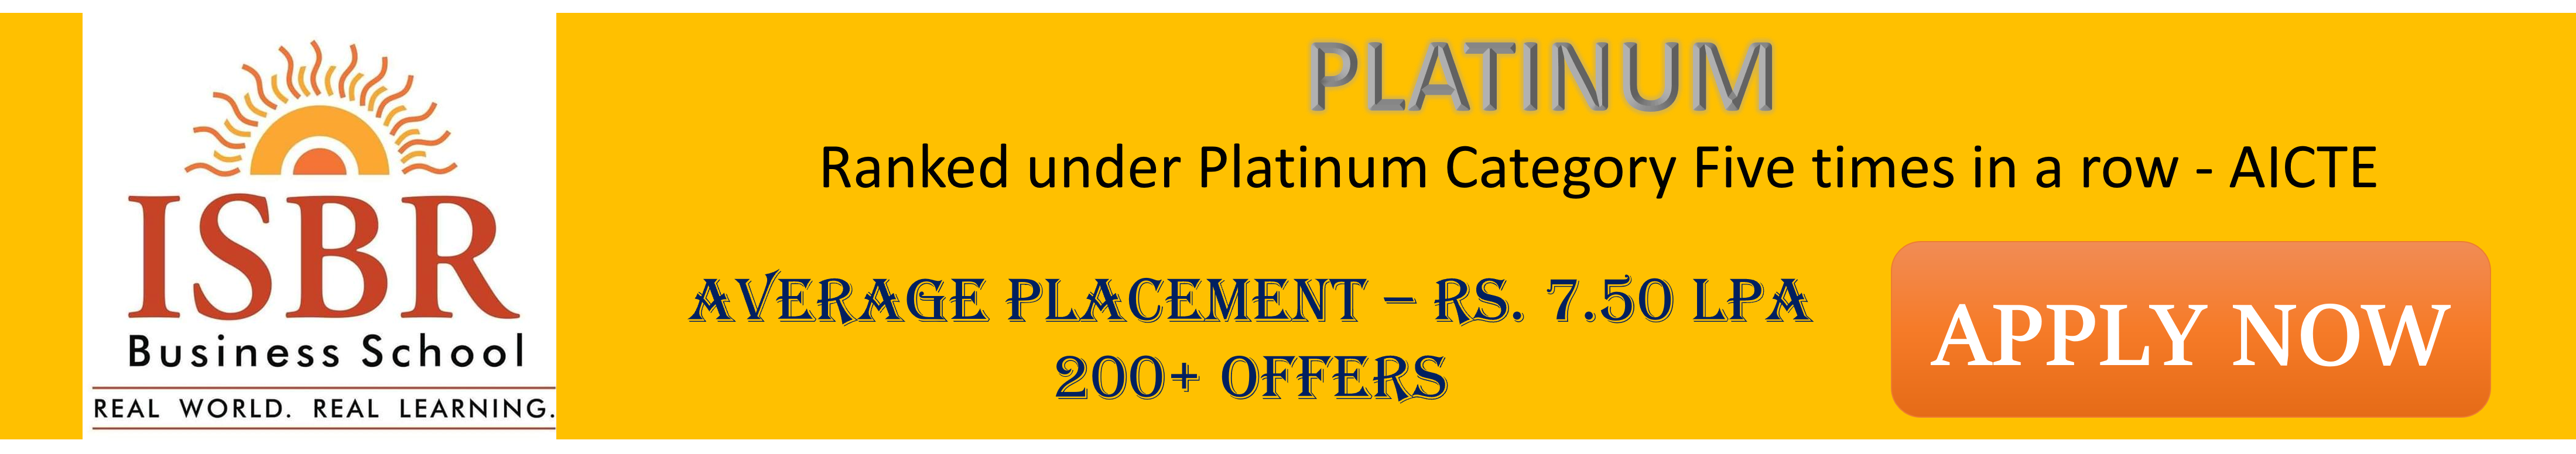 ISBR
Business School
REAL WORLD. REAL LEARNING.
PLATINUM
Ranked under Platinum Category Five times in a row - AICTE
AVERAGE PLACEMENT – RS. 7.50 LPA
200+ OFFERS
APPLY NOW